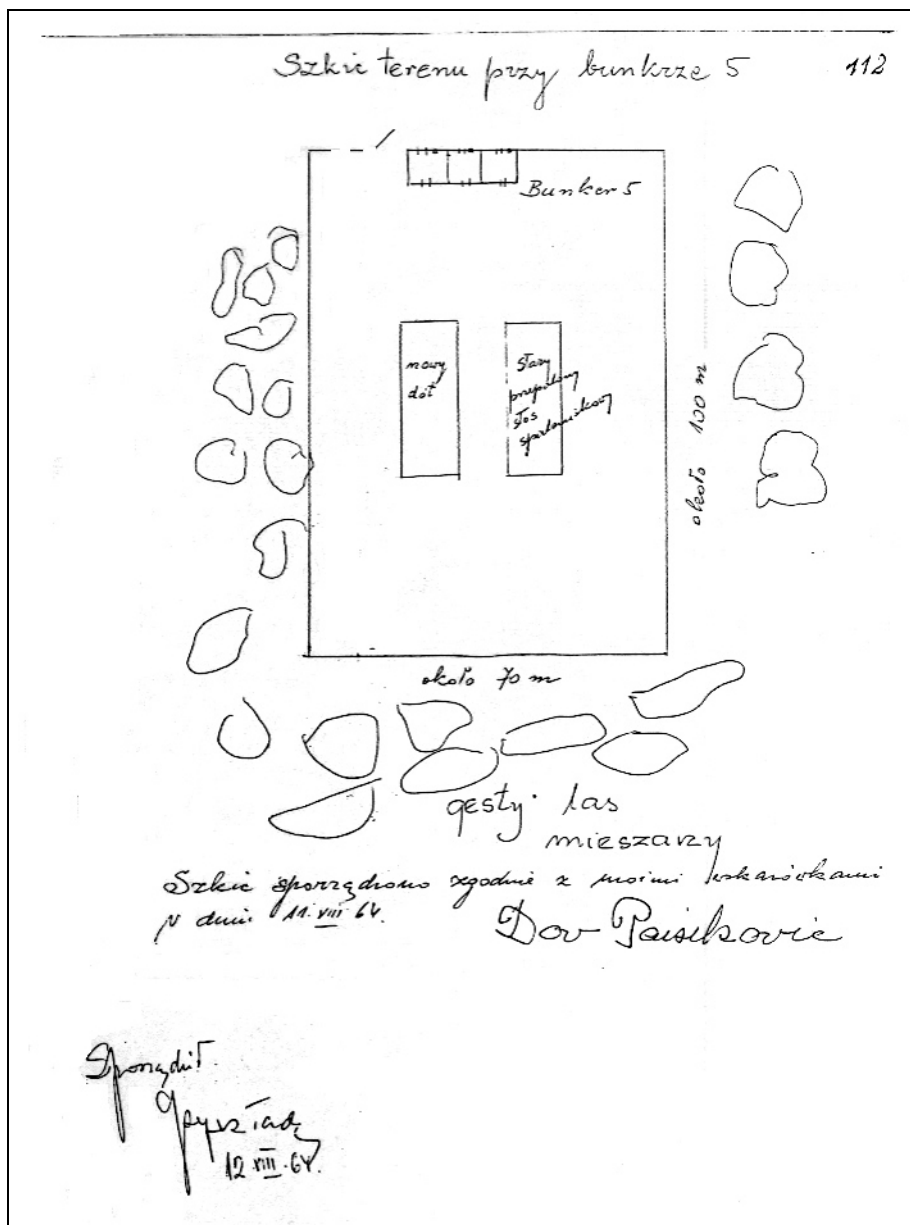 Szkic terenu przy bunkrze 5
112
Bunker 5
nowy
dół
stary
stos
około 100 m
około 70 m
gęsty las
mieszany
Szkic sporządzono zgodnie z moimi wskazówkami
w dniu 11.VIII 64.
Dov Paisikovic
Sporządził
12 VIII.64.